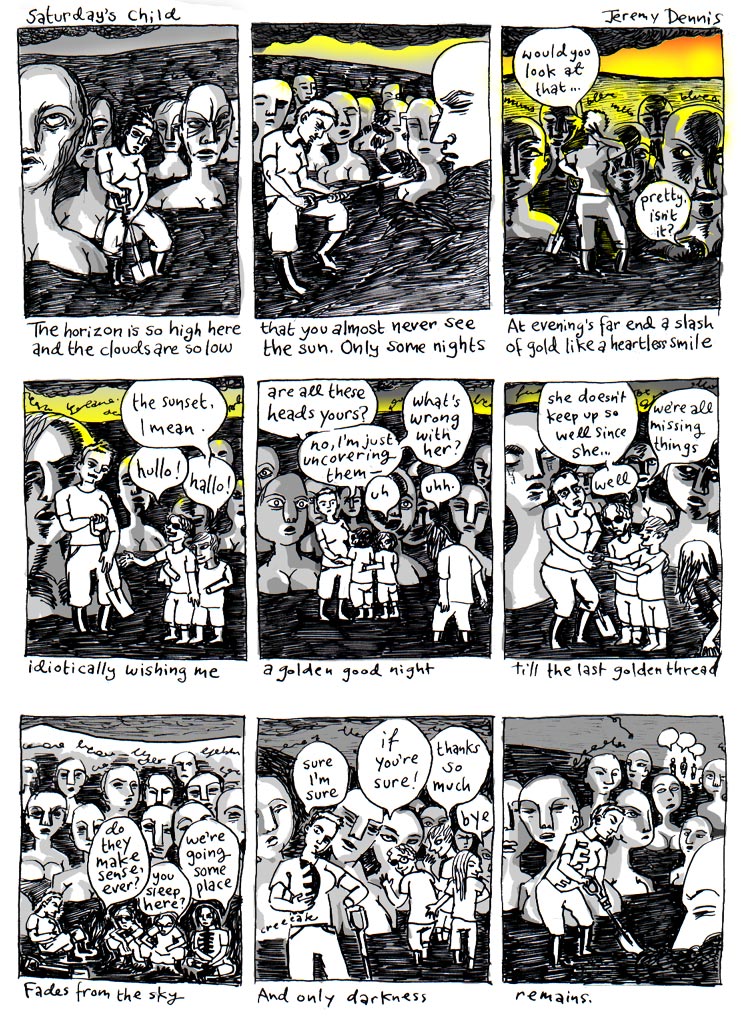 Saturday's Child
Jeremy Dennis
would you
look at
that...
pretty,
isn't
it?
The horizon is so high here
and the clouds are so low
that you almost never see
the sun. Only some nights
At evening's far end a slash
of gold like a heartless smile
the sunset,
I mean.
hullo!
hallo!
idiotically wishing me
are all these
heads yours?
no, I'm just
uncovering
them
what's
wrong
with
her?
uh
uhh.
a golden good night
she doesn't
keep up so
well since
she...
well
we're all
missing
things
till the last golden thread
do
they
make
sense,
ever?
you
sleep
here?
we're
going
some
place
Fades from the sky
sure
I'm
sure
if
you're
sure!
thanks
so
much
bye
creeeak
And only darkness
remains.